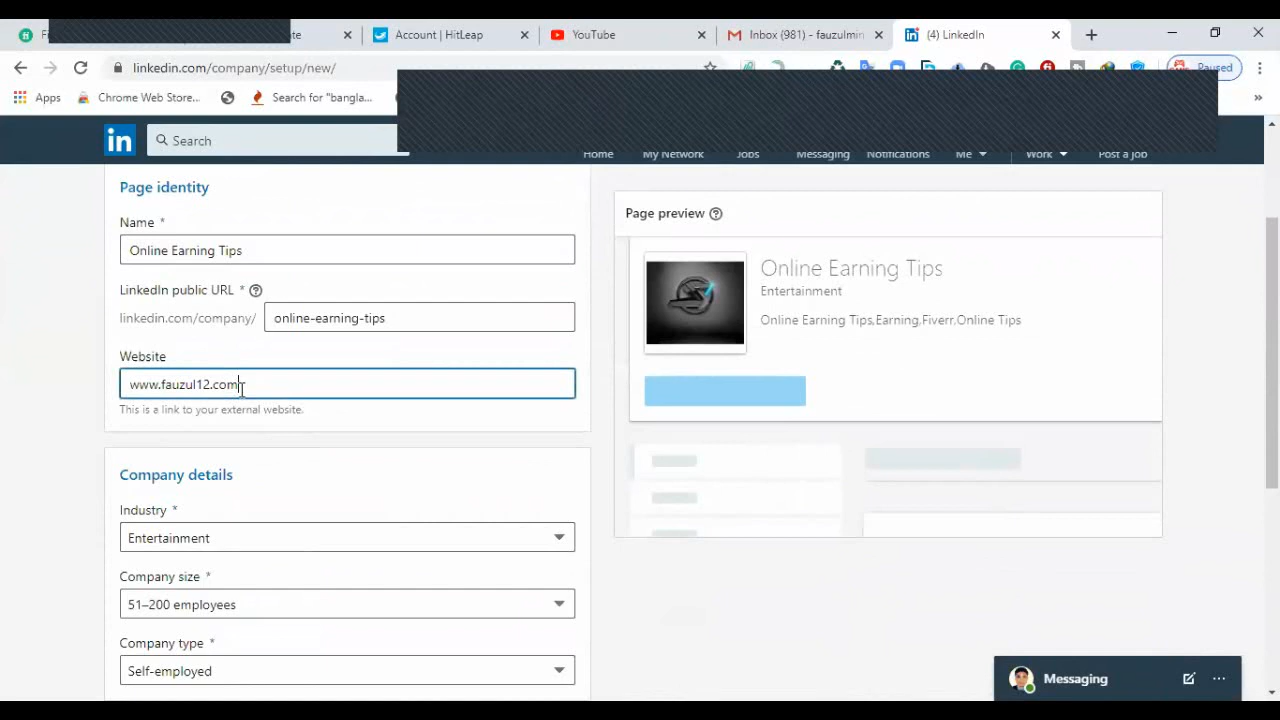 Account | HitLeap
YouTube
Inbox (981) - fauzulmin
(4) LinkedIn
linkedin.com/company/setup/new/
Paused
Apps
Chrome Web Store...
Search for "bangla...
in
Search
Home
My Network
Jobs
Messaging
Notifications
Me
Work
Post a Job
Page identity
Name *
Online Earning Tips
LinkedIn public URL *
linkedin.com/company/
online-earning-tips
Website
www.fauzul12.com
This is a link to your external website.
Company details
Industry *
Entertainment
Company size *
51–200 employees
Company type *
Self-employed
Page preview
Online Earning Tips
Entertainment
Online Earning Tips,Earning,Fiverr,Online Tips
Messaging